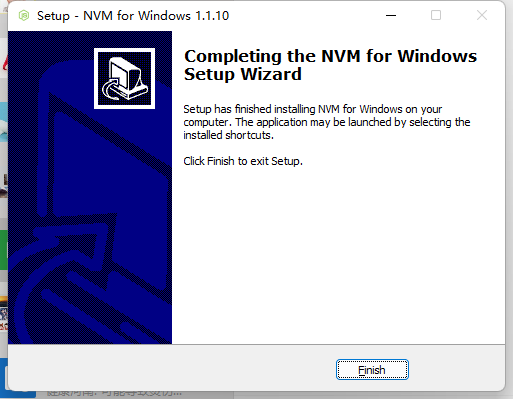 Setup - NVM for Windows 1.1.10
Completing the NVM for Windows
Setup Wizard
Setup has finished installing NVM for Windows on your
computer. The application may be launched by selecting the
installed shortcuts.
Click Finish to exit Setup.
Finish